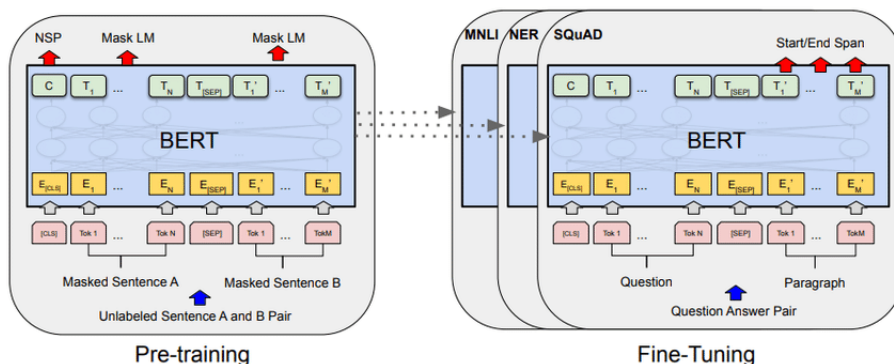 NSP Mask LM Mask LM
C T1 ... TN T[SEP] T1' ... TM'
BERT
E[CLS] E1 ... EN E[SEP] E1' ... EM'
[CLS] Tok 1 ... Tok N [SEP] Tok 1 ... TokM
Masked Sentence A Masked Sentence B
Unlabeled Sentence A and B Pair
Pre-training
MNLI NER SQuAD
Start/End Span
C T1 ... TN T[SEP] T1' ... TM'
BERT
E[CLS] E1 ... EN E[SEP] E1' ... EM'
[CLS] Tok 1 ... Tok N [SEP] Tok 1 ... TokM
Question Paragraph
Question Answer Pair
Fine-Tuning